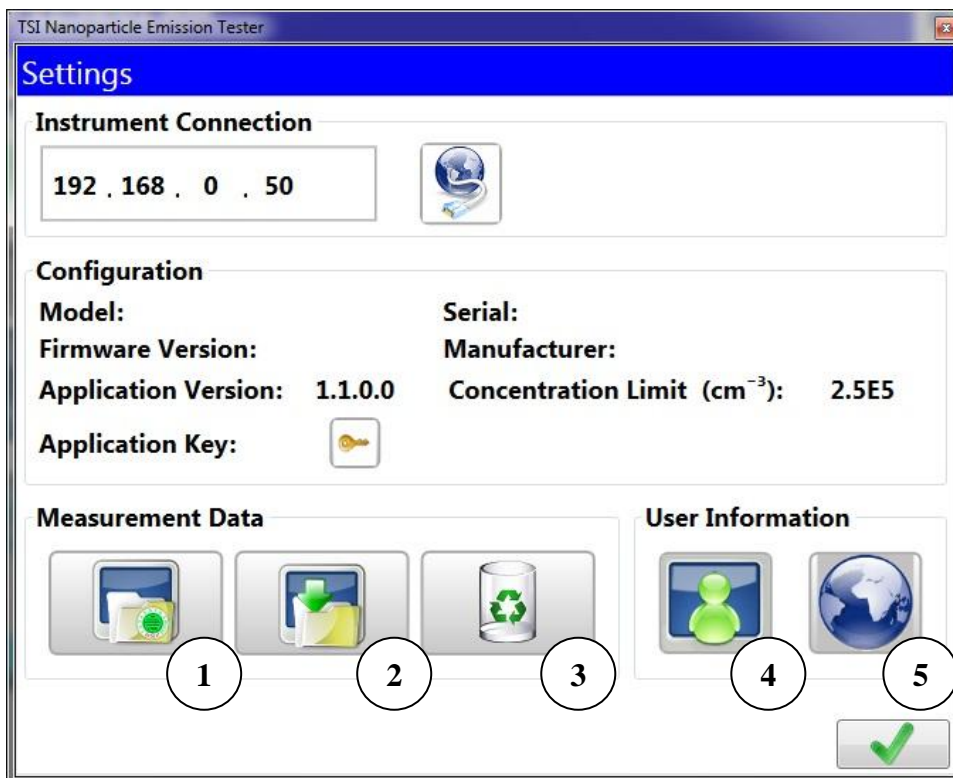 TSI Nanoparticle Emission Tester
Settings
Instrument Connection
192 . 168 . 0 . 50
Configuration
Model: Serial:
Firmware Version: Manufacturer:
Application Version: 1.1.0.0 Concentration Limit (cm⁻³): 2.5E5
Application Key:
Measurement Data User Information
1 2 3 4 5